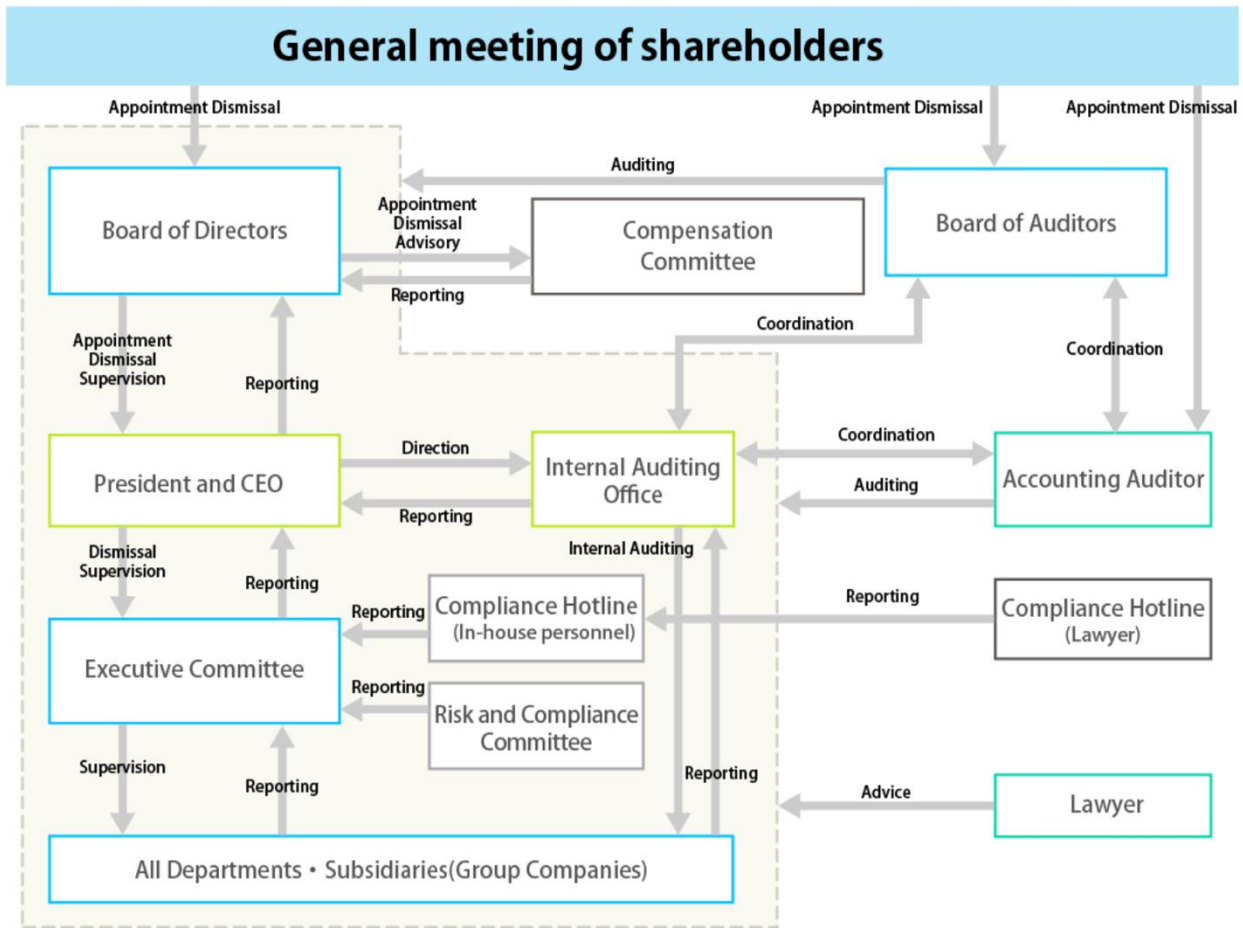 General meeting of shareholders
Appointment Dismissal
Appointment Dismissal
Appointment Dismissal
Auditing
Board of Directors
Appointment
Dismissal
Advisory
Reporting
Compensation
Committee
Board of Auditors
Coordination
Coordination
Appointment
Dismissal
Supervision
Reporting
President and CEO
Direction
Reporting
Internal Auditing
Office
Coordination
Auditing
Accounting Auditor
Dismissal
Supervision
Reporting
Internal Auditing
Executive Committee
Reporting
Compliance Hotline
(In-house personnel)
Reporting
Compliance Hotline
(Lawyer)
Reporting
Risk and Compliance
Committee
Supervision
Reporting
Reporting
Advice
Lawyer
All Departments・Subsidiaries(Group Companies)